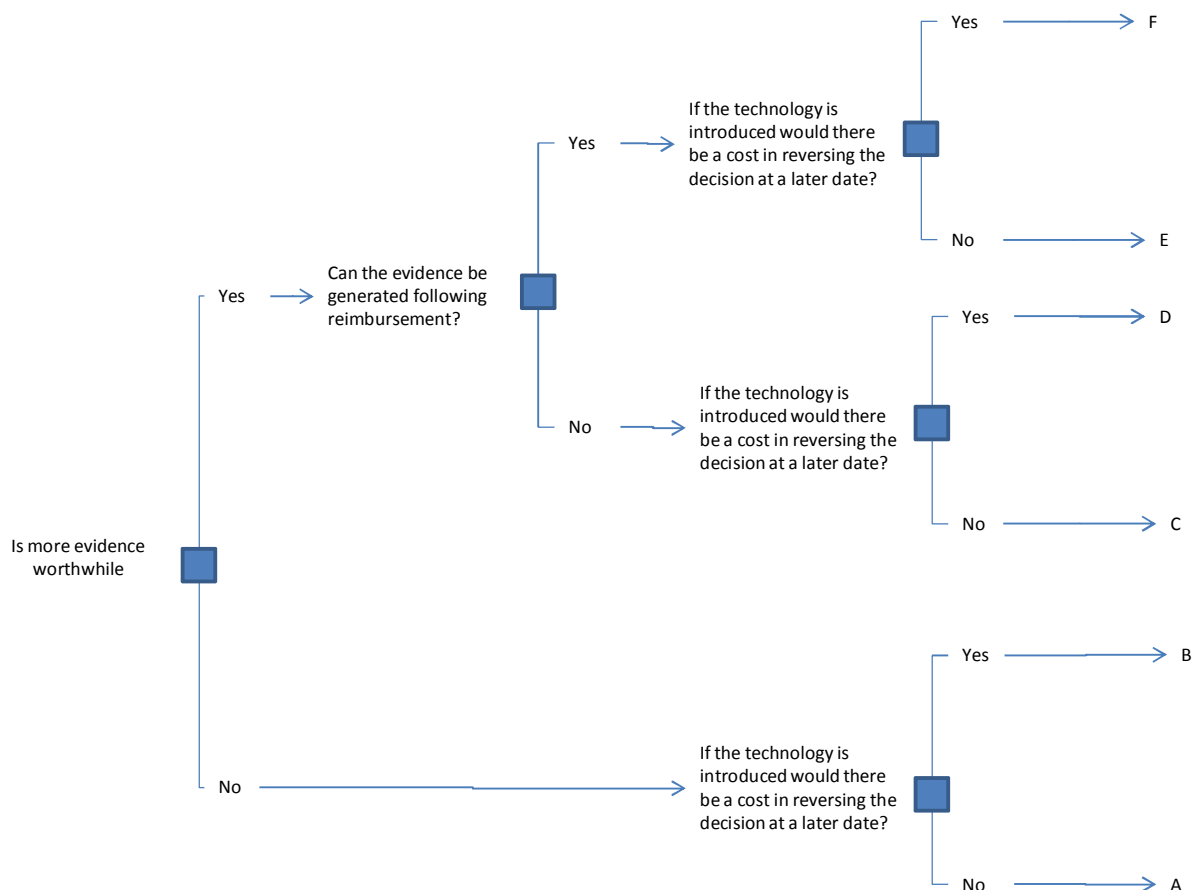 Yes
F
If the technology is
introduced would there
be a cost in reversing the
decision at a later date?
Yes
No
E
Can the evidence be
generated following
reimbursement?
Yes
Yes
D
If the technology is
introduced would there
be a cost in reversing the
decision at a later date?
No
No
C
Is more evidence
worthwhile
Yes
B
If the technology is
introduced would there
be a cost in reversing the
decision at a later date?
No
No
A